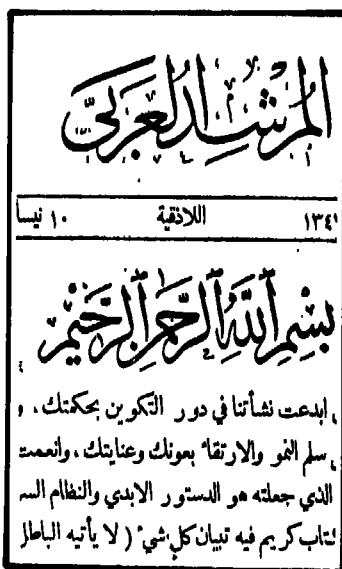 المرشد العربي
١٣٤١ اللاذقية ١٠ نيسا
بسم الله الرحمن الرحيم
ابدعت نشأتنا في دور التكوين بحكمتك، و
سلم النمو والارتقاء بعونك وعنايتك، وانعمت
الذي جعلته هو الدستور الابدي والنظام الس
كتاب كريم فيه تبيان كل شيء ( لا يأتيه الباطل